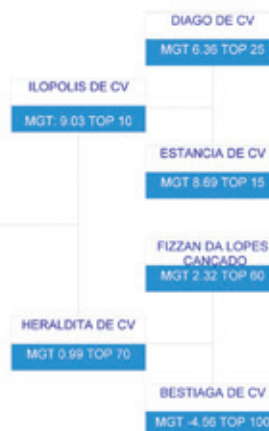 DIAGO DE CV
MGT 6.36 TOP 25
ILOPOLIS DE CV
MGT: 9.03 TOP 10
ESTANCIA DE CV
MGT 8.69 TOP 15
FIZZAN DA LOPES
CANCADO
MGT 2.32 TOP 60
HERALDITA DE CV
MGT 0.99 TOP 70
BESTIAGA DE CV
MGT -4.56 TOP 100